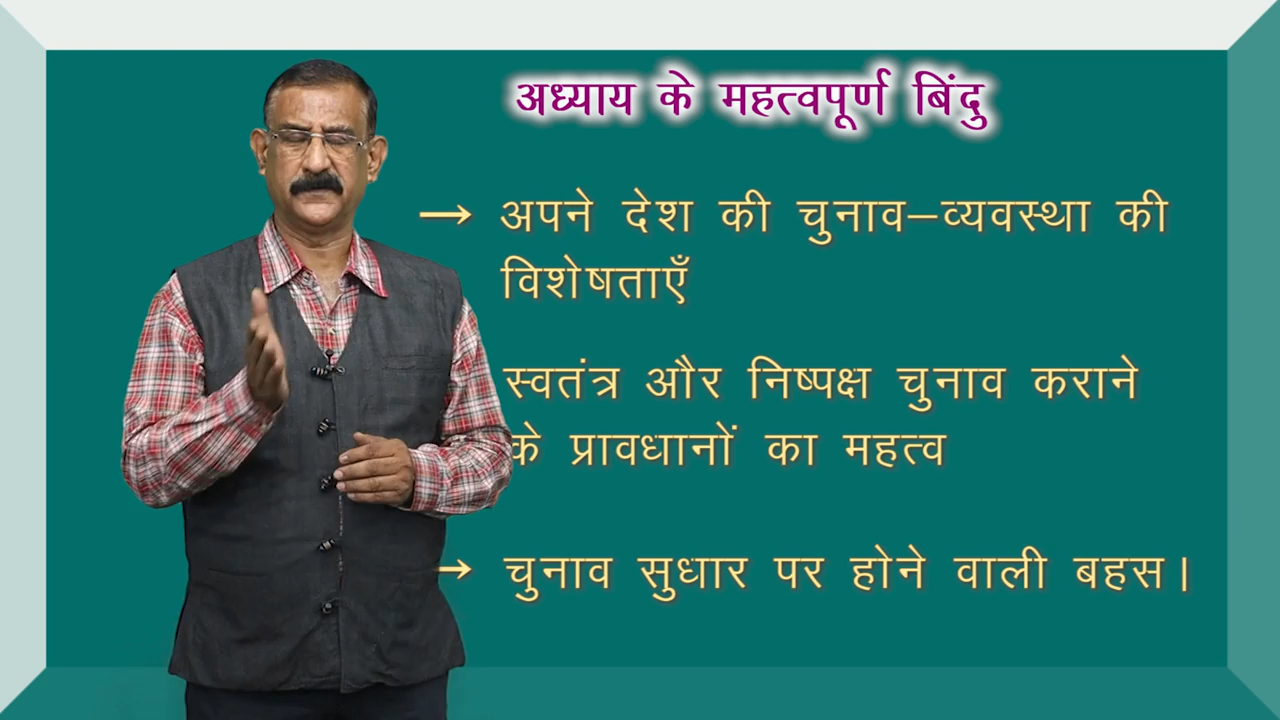 अध्याय के महत्वपूर्ण बिंदु
→ अपने देश की चुनाव–व्यवस्था की
विशेषताएँ
स्वतंत्र और निष्पक्ष चुनाव कराने
के प्रावधानों का महत्व
→ चुनाव सुधार पर होने वाली बहस।